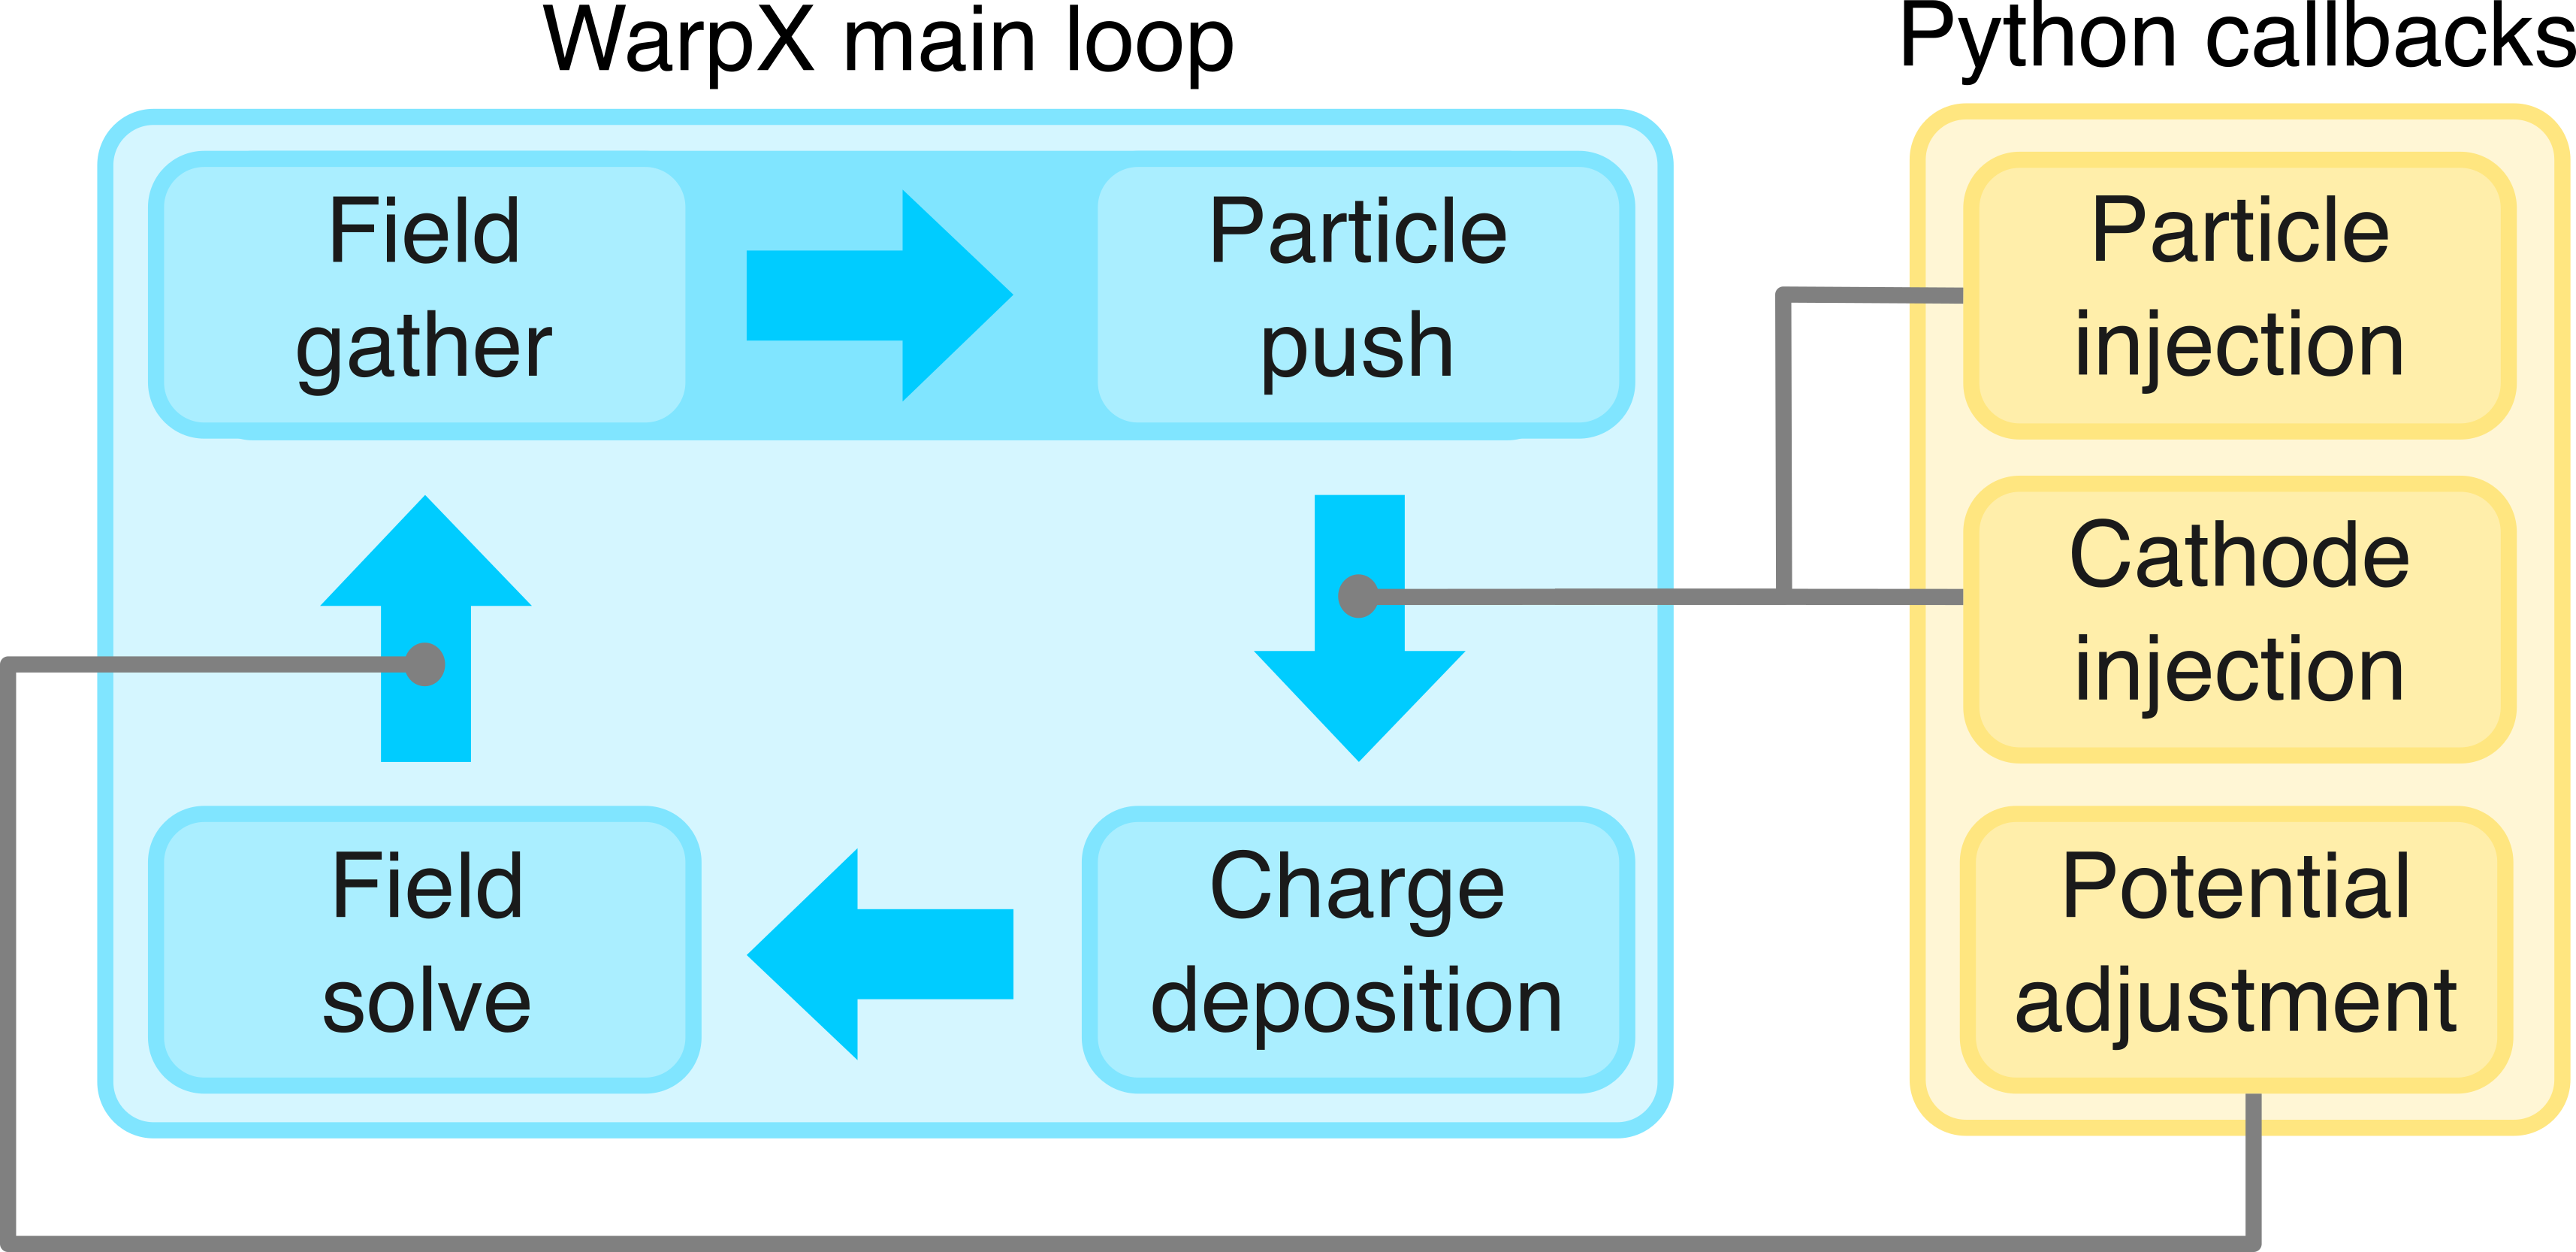 WarpX main loop
Field
gather
Particle
push
Field
solve
Charge
deposition
Python callbacks
Particle
injection
Cathode
injection
Potential
adjustment